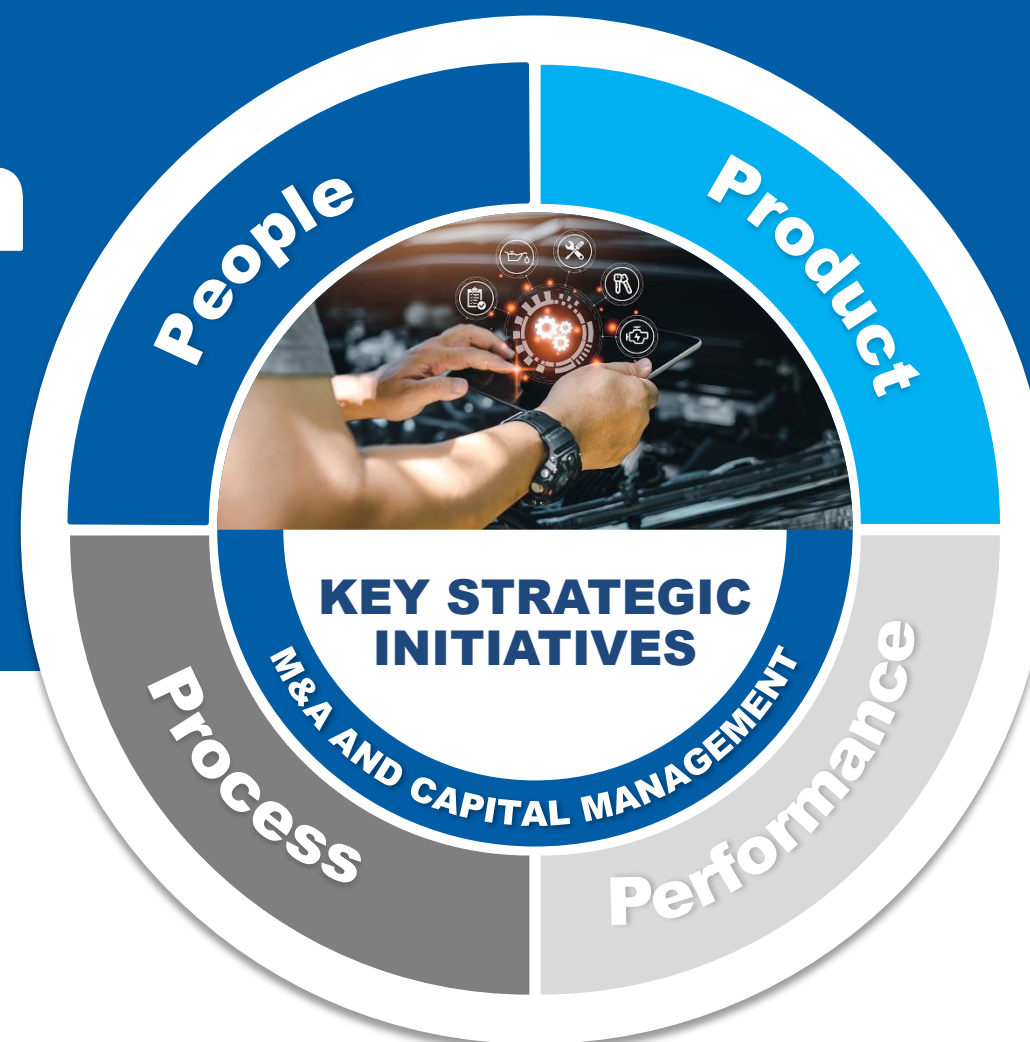 People
Product
KEY STRATEGIC
INITIATIVES
M&A AND CAPITAL MANAGEMENT
Process
Performance